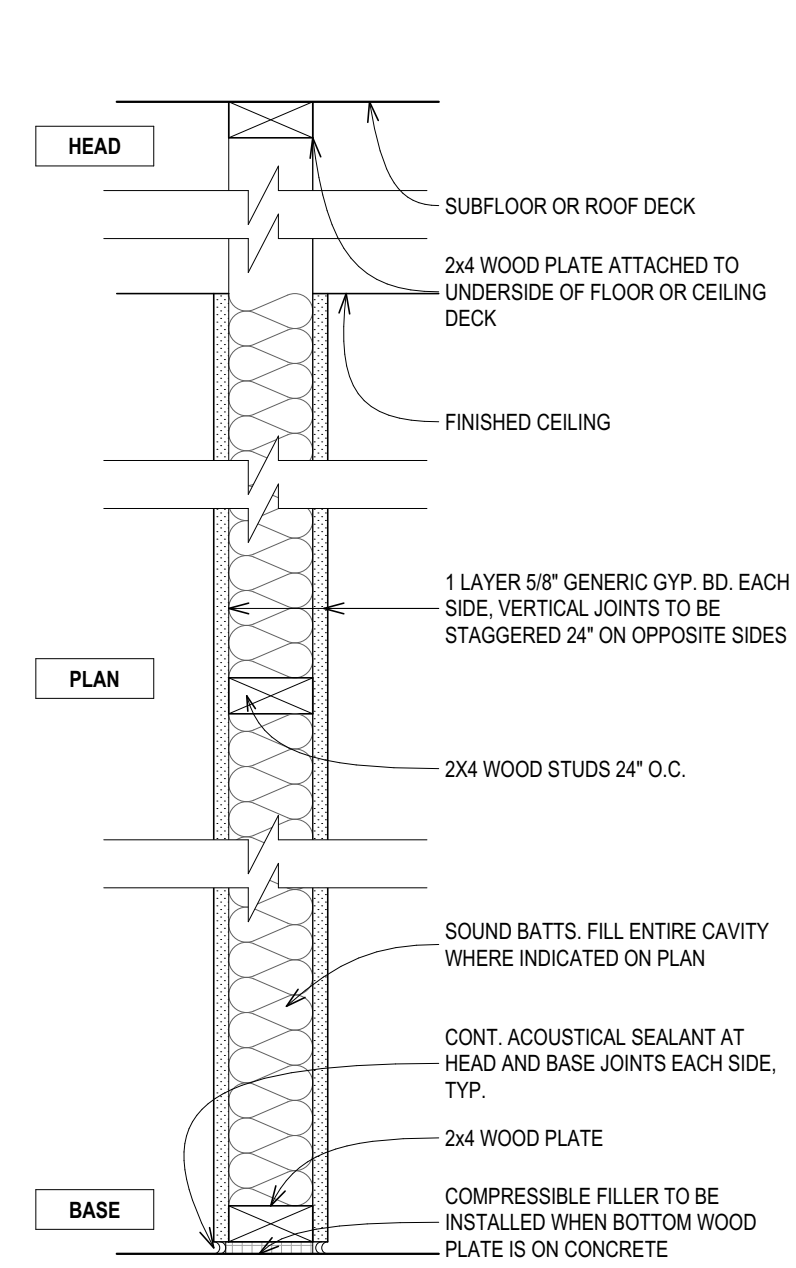 HEAD
SUBFLOOR OR ROOF DECK
2x4 WOOD PLATE ATTACHED TO
UNDERSIDE OF FLOOR OR CEILING
DECK
FINISHED CEILING
1 LAYER 5/8" GENERIC GYP. BD. EACH
SIDE, VERTICAL JOINTS TO BE
STAGGERED 24" ON OPPOSITE SIDES
PLAN
2X4 WOOD STUDS 24" O.C.
SOUND BATTS. FILL ENTIRE CAVITY
WHERE INDICATED ON PLAN
CONT. ACOUSTICAL SEALANT AT
HEAD AND BASE JOINTS EACH SIDE,
TYP.
2x4 WOOD PLATE
BASE
COMPRESSIBLE FILLER TO BE
INSTALLED WHEN BOTTOM WOOD
PLATE IS ON CONCRETE